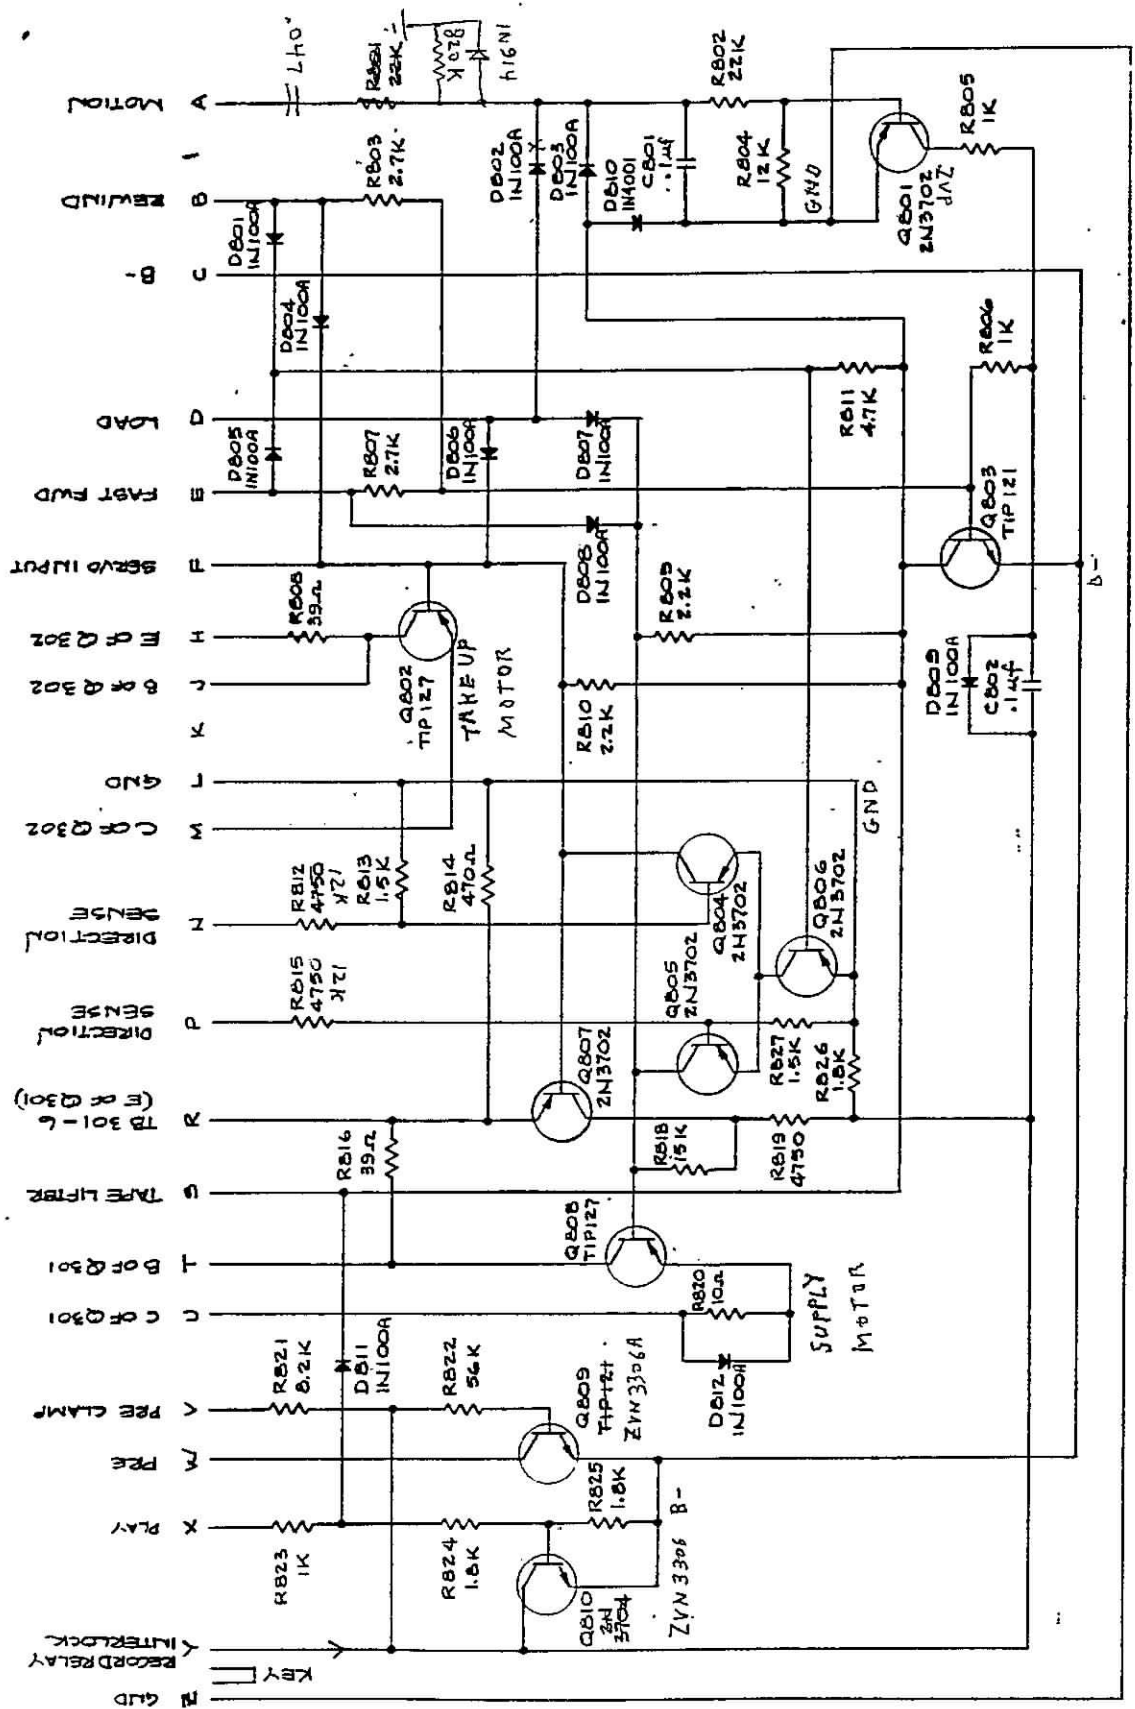 MOTION A
I
REWIND B
B- C
LOAD D
FAST FWD E
SERVO INPUT F
E OF Q302 H
B OF Q302 J
K
GND L
C OF Q302 M
DIRECTION SENSE N
DIRECTION SENSE P
TB 301-6 (E OF Q301) R
TAPE LIFTER S
B OF Q301 T
C OF Q301 U
PRE CLAMP V
PRE W
PLAY X
RECORD RELAY INTERLOCK Y
KEY
GND Z
.047
22K
820K
1N914
R803
2.7K
D801
1N100A
D804
1N100A
D802
1N100A
D803
1N100A
D810
1N4001
C801
.1µf
R802
22K
R804
12K
GND
Q801
2N3702
ZVP
R805
1K
D805
1N100A
R807
2.7K
D806
1N100A
D807
1N100A
D808
1N100A
R811
4.7K
R806
1K
Q803
TIP121
B-
R808
39Ω
Q802
TIP127
TAKEUP
MOTOR
R809
2.2K
R810
2.2K
D809
1N100A
C802
.1µf
R812
4750
12K
R813
1.5K
R814
470Ω
Q804
2N3702
Q805
2N3702
Q806
2N3702
GND
R815
4750
12K
Q807
2N3702
R827
1.5K
R826
1.8K
R816
39Ω
R818
15K
R819
4750
Q808
TIP127
R820
10Ω
SUPPLY
MOTOR
D812
1N100A
R821
8.2K
D811
1N100A
R822
56K
Q809
TIP121
ZVN3306A
R823
1K
R824
1.8K
R825
1.8K
B-
Q810
2N
3704
ZVN3306